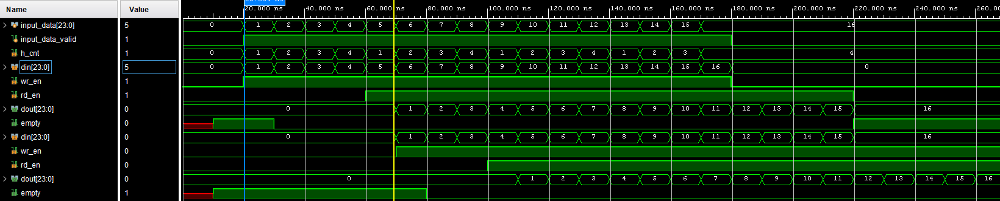 Name Value 20.000 ns 40.000 ns 60.000 ns 80.000 ns 100.000 ns 120.000 ns 140.000 ns 160.000 ns 180.000 ns 200.000 ns 220.000 ns 240.000 ns 260.00
input_data[23:0] 5 0 1 2 3 4 5 6 7 8 9 10 11 12 13 14 15 16
input_data_valid 1
h_cnt 1 0 1 2 3 4 1 2 3 4 1 2 3 4 1 2 3 4
din[23:0] 5 0 1 2 3 4 5 6 7 8 9 10 11 12 13 14 15 16 0
wr_en 1
rd_en 1
dout[23:0] 0 0 1 2 3 4 5 6 7 8 9 10 11 12 13 14 15 16
empty 0
din[23:0] 0 0 1 2 3 4 5 6 7 8 9 10 11 12 13 14 15 16
wr_en 0
rd_en 0
dout[23:0] 0 0 1 2 3 4 5 6 7 8 9 10 11 12 13 14 15 16
empty 1